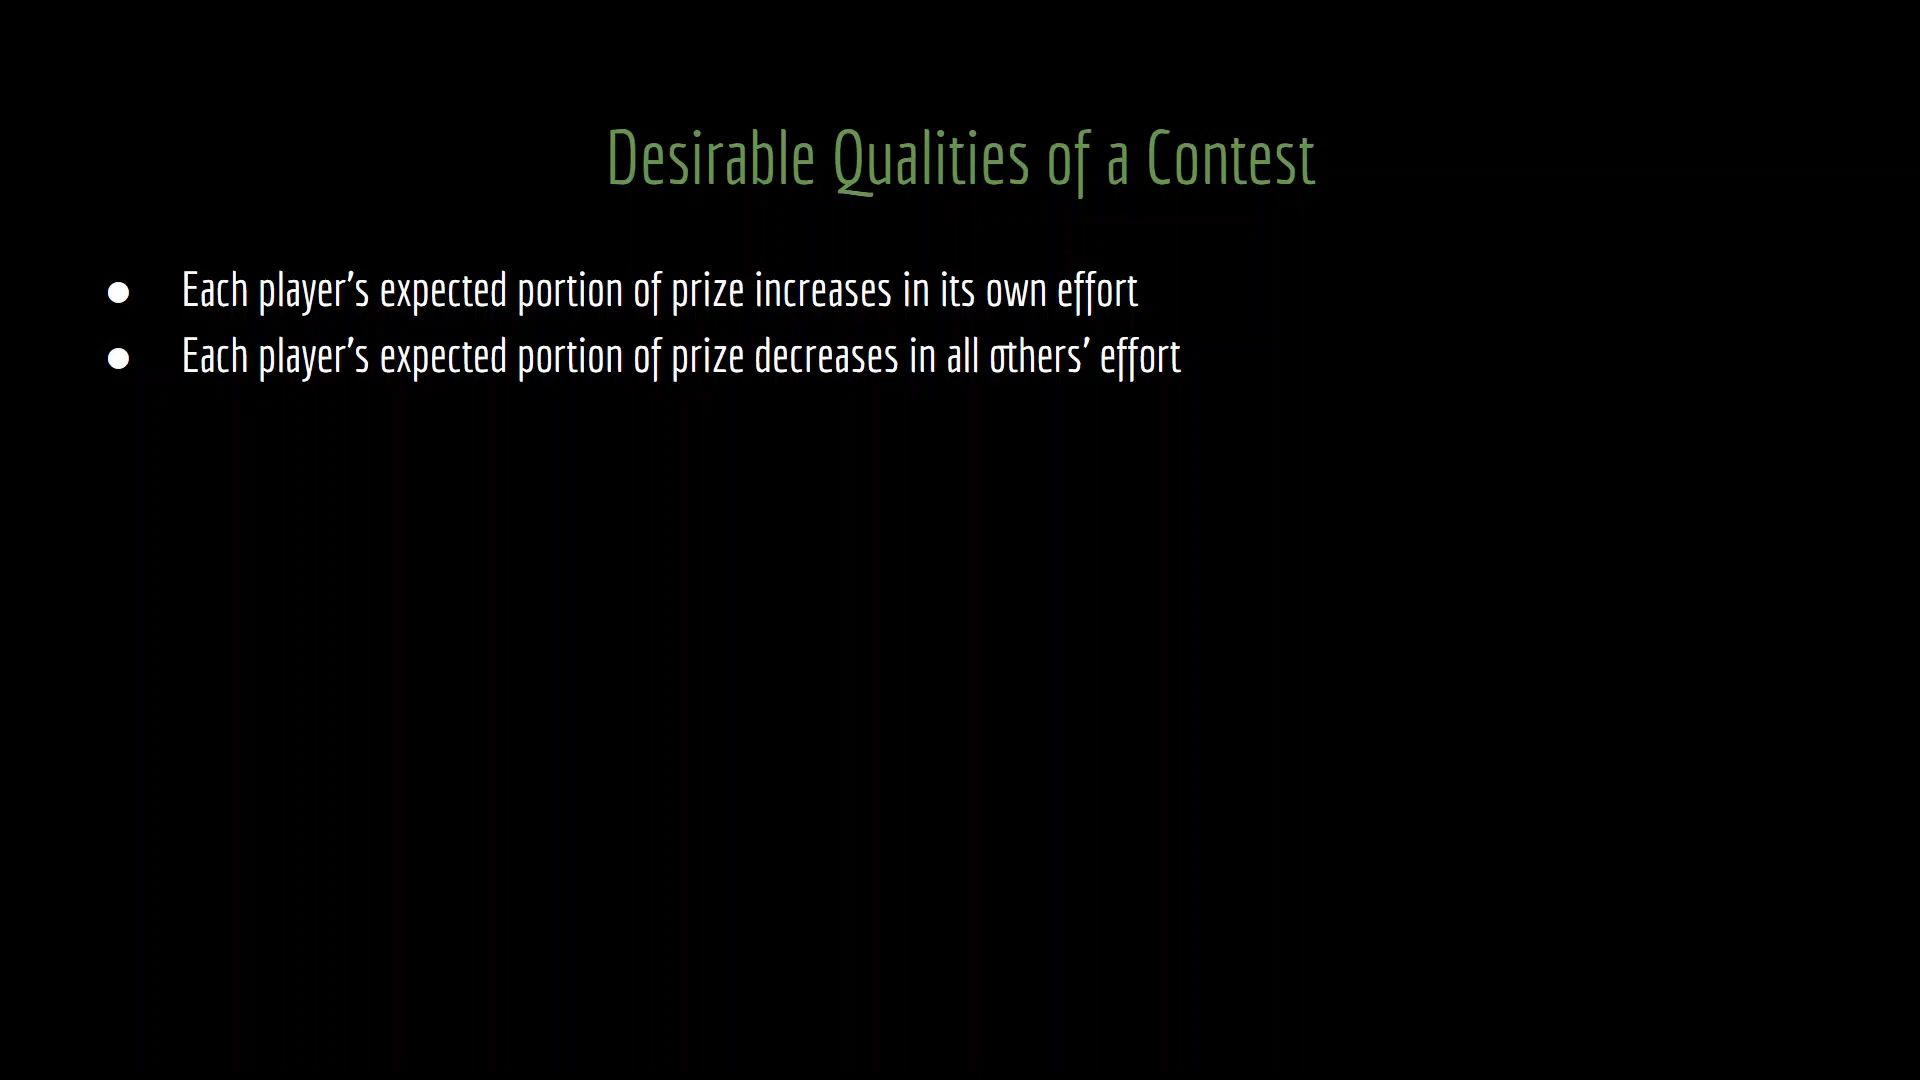 Desirable Qualities of a Contest
● Each player’s expected portion of prize increases in its own effort
● Each player’s expected portion of prize decreases in all others’ effort